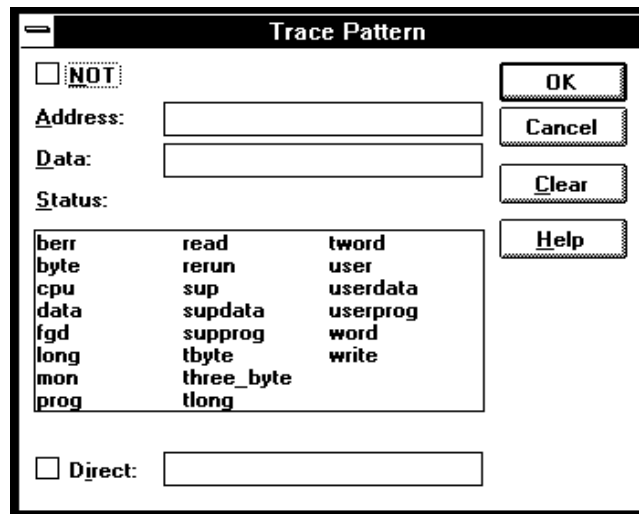 Trace Pattern
NOT
OK
Address:
Cancel
Data:
Clear
Status:
Help
berr read tword
byte rerun user
cpu sup userdata
data supdata userprog
fgd supprog word
long tbyte write
mon three_byte
prog tlong
Direct: